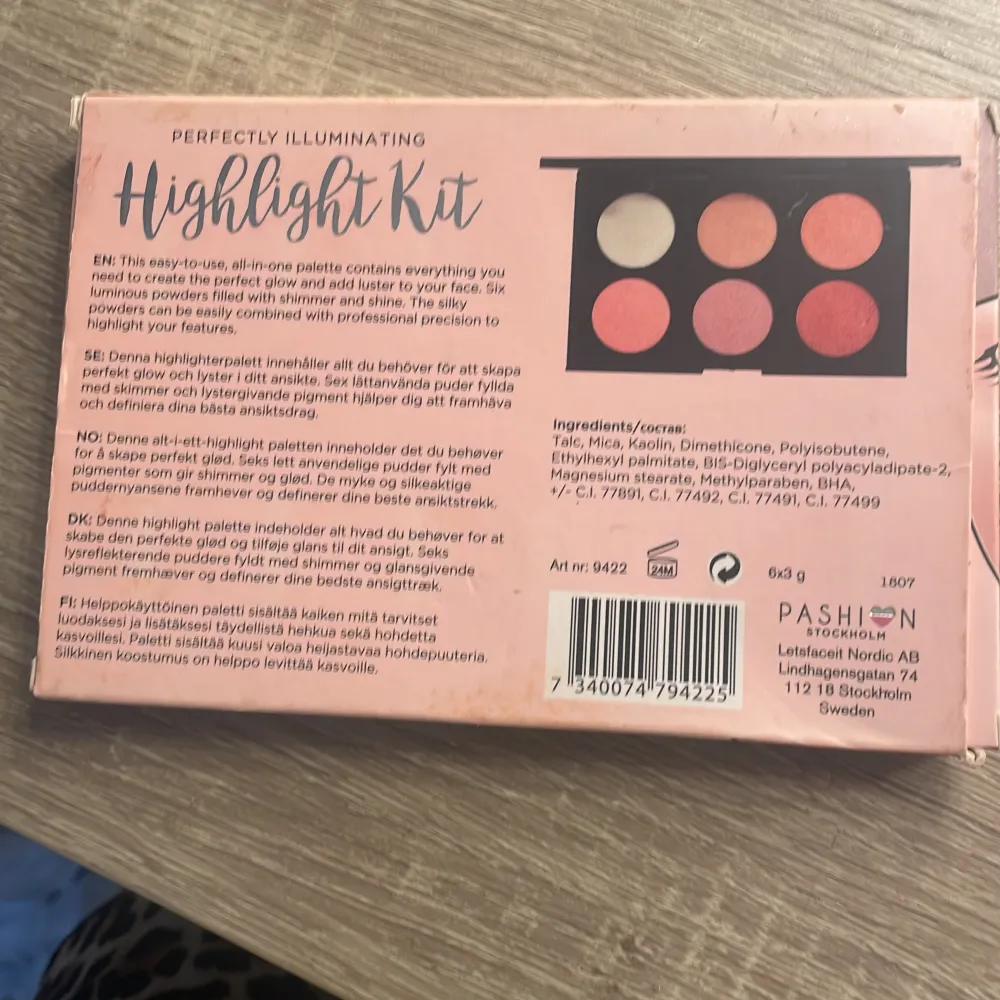 PERFECTLY ILLUMINATING
Highlight Kit
EN: This easy-to-use, all-in-one palette contains everything you
need to create the perfect glow and add luster to your face. Six
luminous powders filled with shimmer and shine. The silky
powders can be easily combined with professional precision to
highlight your features.
SE: Denna highlighterpalett innehåller allt du behöver för att skapa
perfekt glow och lyster i ditt ansikte. Sex lättanvända puder fyllda
med skimmer och lystergivande pigment hjälper dig att framhäva
och definiera dina bästa ansiktsdrag.
NO: Denne alt-i-ett-highlight paletten inneholder det du behøver
for å skape perfekt glød. Seks lett anvendelige pudder fylt med
pigmenter som gir shimmer og glød. De myke og silkeaktige
puddernyansene framhever og definerer dine beste ansiktstrekk.
DK: Denne highlight palette indeholder alt hvad du behøver for at
skabe den perfekte glød og tilføje glans til dit ansigt. Seks
lysreflekterende puddere fyldt med shimmer og glansgivende
pigment fremhæver og definerer dine bedste ansigttræk.
FI: Helppokäyttöinen paletti sisältää kaiken mitä tarvitset
luodaksesi ja lisätäksesi täydellistä hehkua sekä hohdetta
kasvoillesi. Paletti sisältää kuusi valoa heijastavaa hohdepuuteria.
Silkkinen koostumus on helppo levittää kasvoille.
Ingredients/состав:
Talc, Mica, Kaolin, Dimethicone, Polyisobutene,
Ethylhexyl palmitate, BIS-Diglyceryl polyacyladipate-2,
Magnesium stearate, Methylparaben, BHA,
+/- C.I. 77891, C.I. 77492, C.I. 77491, C.I. 77499
Art nr: 9422 24M 6x3 g 1807
7 340074 794225
PASHION
STOCKHOLM
Letsfaceit Nordic AB
Lindhagensgatan 74
112 18 Stockholm
Sweden